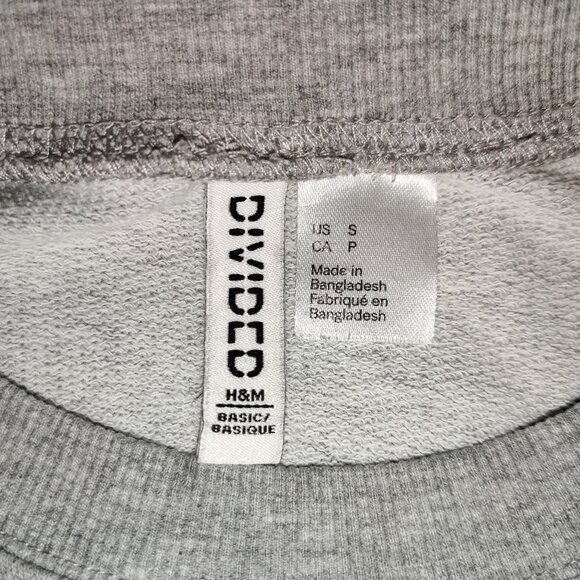 DIVIDED
H&M
BASIC/
BASIQUE
US S
CA P
Made in
Bangladesh
Fabriqué en
Bangladesh